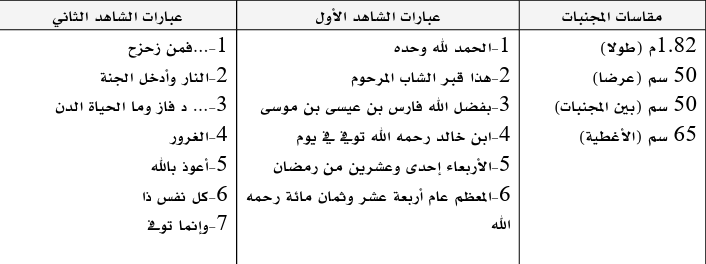 مقاسات المجنبات
1.82م (طولا)
50 سم (عرضا)
50 سم (بين المجنبات)
65 سم (الأغطية)
عبارات الشاهد الأول
1-الحمد لله وحده
2-هذا قبر الشاب المرحوم
3-بفضل الله فارس بن عيسى بن موسى
4-ابن خالد رحمه الله توفي في يوم
5-الأربعاء إحدى وعشرين من رمضان
6-المعظم عام أربعة عشر وثمان مائة رحمه
الله
عبارات الشاهد الثاني
1-...فمن زحزح
2-النار وأدخل الجنة
3-... د فاز وما الحياة الدن
4-الغرور
5-أعوذ بالله
6-كل نفس ذا
7-وإنما توف